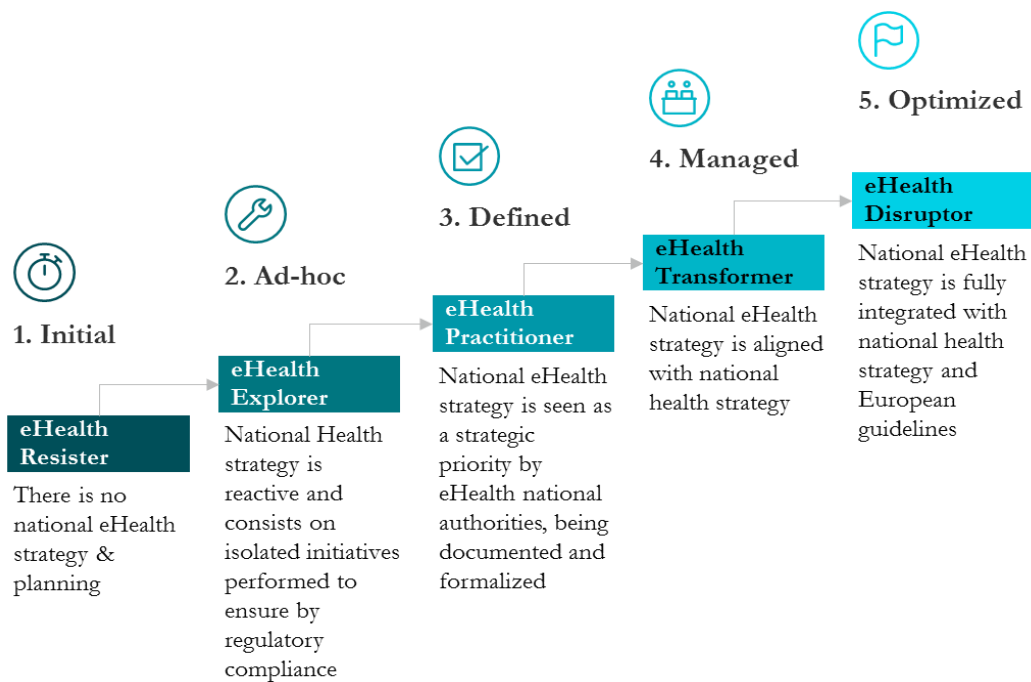 1. Initial
eHealth
Resister
There is no
national eHealth
strategy &
planning
2. Ad-hoc
eHealth
Explorer
National Health
strategy is
reactive and
consists on
isolated initiatives
performed to
ensure by
regulatory
compliance
3. Defined
eHealth
Practitioner
National eHealth
strategy is seen as
a strategic
priority by
eHealth national
authorities, being
documented and
formalized
4. Managed
eHealth
Transformer
National eHealth
strategy is aligned
with national
health strategy
5. Optimized
eHealth
Disruptor
National eHealth
strategy is fully
integrated with
national health
strategy and
European
guidelines